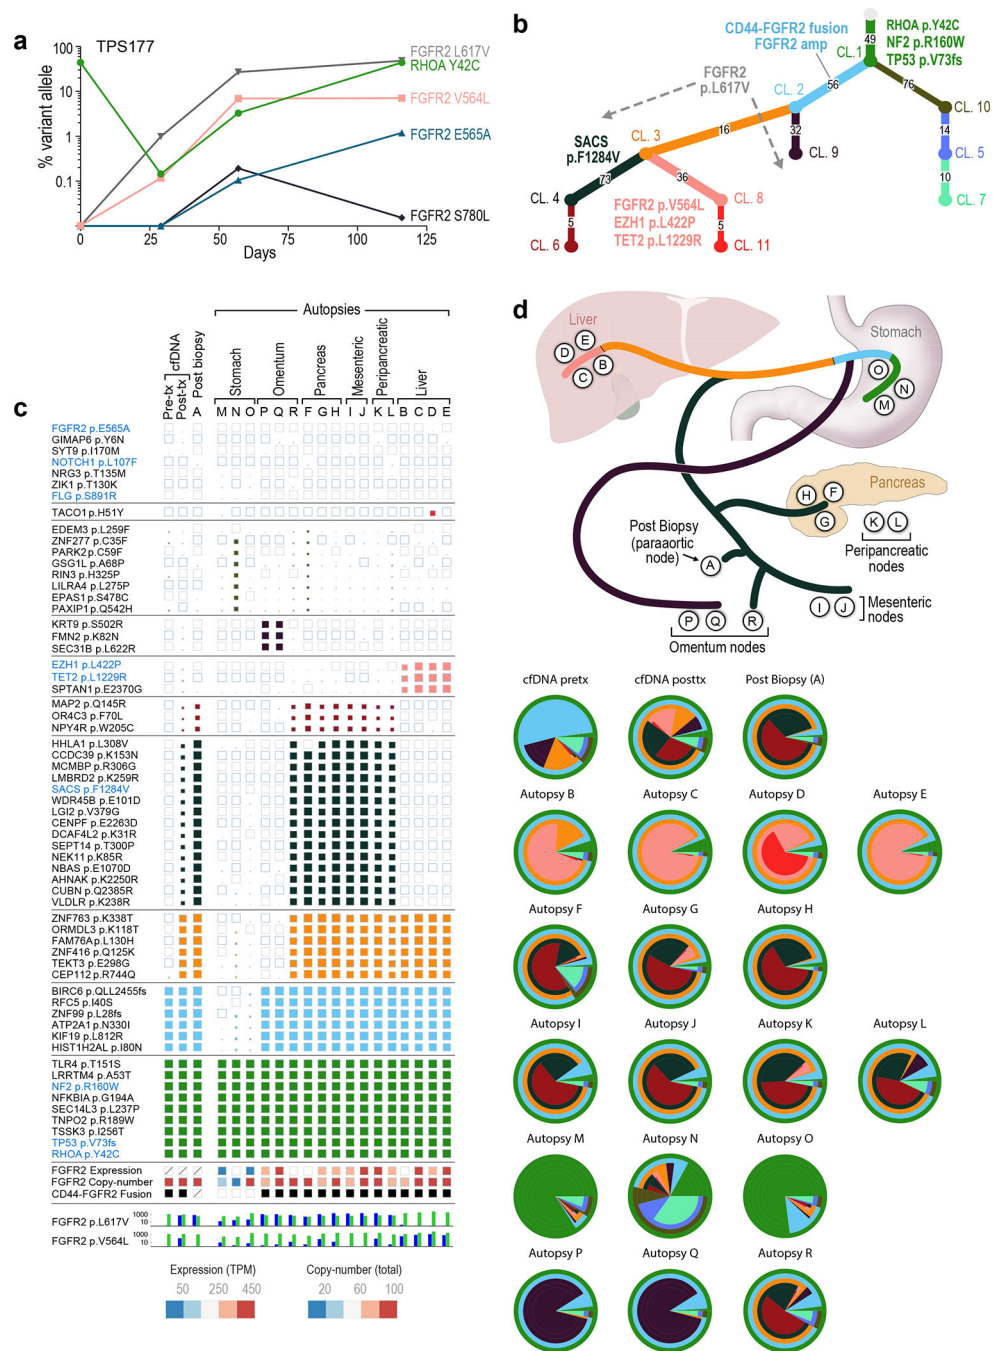 a
TPS177
% variant allele
100
10
1
0.1
0
25
50
75
100
125
Days
FGFR2 L617V
RHOA Y42C
FGFR2 V564L
FGFR2 E565A
FGFR2 S780L
b
CD44-FGFR2 fusion
FGFR2 amp
RHOA p.Y42C
NF2 p.R160W
TP53 p.V73fs
FGFR2
p.L617V
SACS
p.F1284V
FGFR2 p.V564L
EZH1 p.L422P
TET2 p.L1229R
CL.1
CL. 2
CL. 3
CL. 4
CL. 5
CL. 6
CL. 7
CL. 8
CL. 9
CL. 10
CL. 11
49
56
76
16
32
14
73
36
10
5
5
c
Autopsies
Pre-tx
Post-tx
cfDNA
Post biopsy
Stomach
Omentum
Pancreas
Mesenteric
Peripancreatic
Liver
A M N O P Q R F G H I J K L B C D E
FGFR2 p.E565A
GIMAP6 p.Y6N
SYT9 p.I170M
NOTCH1 p.L107F
NRG3 p.T135M
ZIK1 p.T130K
FLG p.S891R
TACO1 p.H51Y
EDEM3 p.L259F
ZNF277 p.C35F
PARK2 p.C59F
GSG1L p.A68P
RIN3 p.H325P
LILRA4 p.L275P
EPAS1 p.S478C
PAXIP1 p.Q542H
KRT9 p.S502R
FMN2 p.K82N
SEC31B p.L622R
EZH1 p.L422P
TET2 p.L1229R
SPTAN1 p.E2370G
MAP2 p.Q145R
OR4C3 p.F70L
NPY4R p.W205C
HHLA1 p.L308V
CCDC39 p.K153N
MCMBP p.R306G
LMBRD2 p.K259R
SACS p.F1284V
WDR45B p.E101D
LGI2 p.V379G
CENPF p.E2263D
DCAF4L2 p.K31R
SEPT14 p.T300P
NEK11 p.K85R
NBAS p.E1070D
AHNAK p.K2250R
CUBN p.Q2385R
VLDLR p.K238R
ZNF763 p.K338T
ORMDL3 p.K118T
FAM76A p.L130H
ZNF416 p.Q125K
TEKT3 p.E298G
CEP112 p.R744Q
BIRC6 p.QLL2455fs
RFC5 p.I40S
ZNF99 p.L28fs
ATP2A1 p.N330I
KIF19 p.L812R
HIST1H2AL p.I80N
TLR4 p.T151S
LRRTM4 p.A53T
NF2 p.R160W
NFKBIA p.G194A
SEC14L3 p.L237P
TNPO2 p.R189W
TSSK3 p.I256T
TP53 p.V73fs
RHOA p.Y42C
FGFR2 Expression
FGFR2 Copy-number
CD44-FGFR2 Fusion
FGFR2 p.L617V
1000
10
FGFR2 p.V564L
1000
10
Expression (TPM)
50 250 450
Copy-number (total)
20 60 100
d
Liver
Stomach
Pancreas
E
D
B
C
O
N
M
H
F
G
K L
Peripancreatic
nodes
Post Biopsy
(paraaortic
node)
A
I J
Mesenteric
nodes
P Q R
Omentum nodes
cfDNA pretx
cfDNA posttx
Post Biopsy (A)
Autopsy B
Autopsy C
Autopsy D
Autopsy E
Autopsy F
Autopsy G
Autopsy H
Autopsy I
Autopsy J
Autopsy K
Autopsy L
Autopsy M
Autopsy N
Autopsy O
Autopsy P
Autopsy Q
Autopsy R